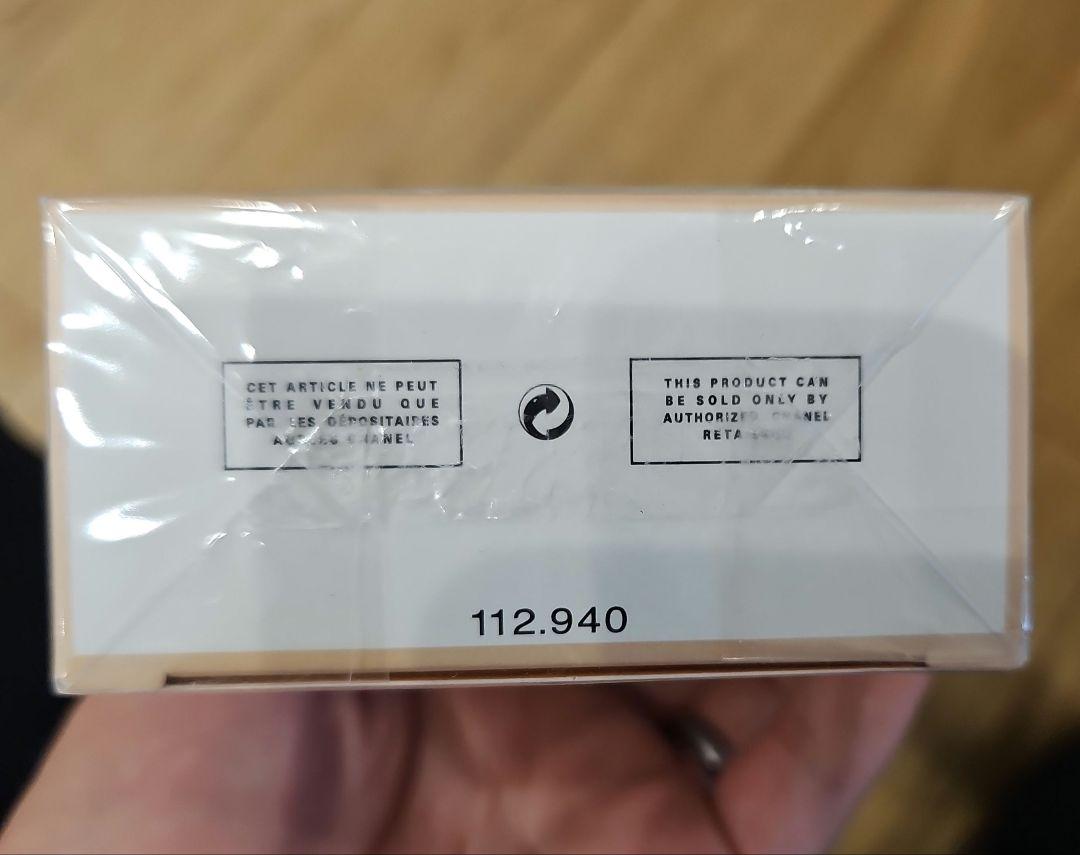 CET ARTICLE NE PEUT
ÊTRE VENDU QUE
PAR LES DÉPOSITAIRES
CHANEL
THIS PRODUCT CAN
BE SOLD ONLY BY
AUTHORIZED CHANEL
112.940